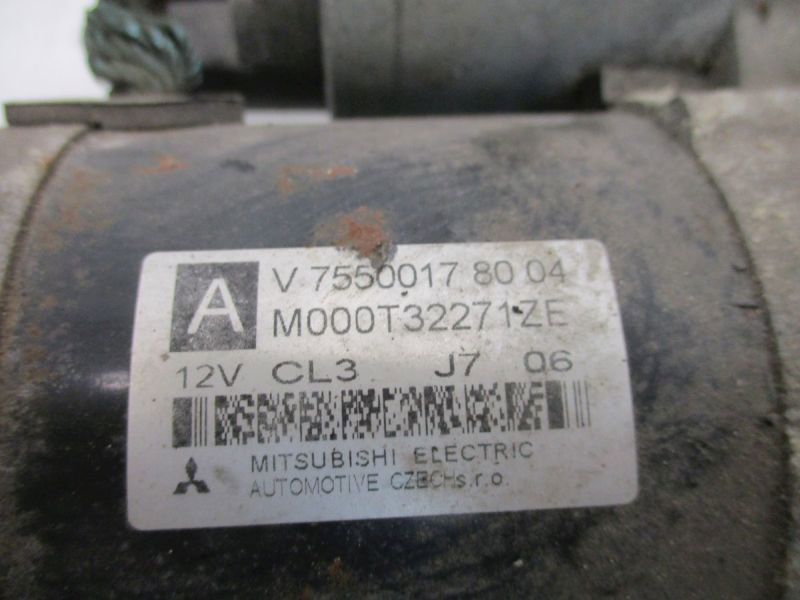 A
V 7550017 80 04
M000T32271ZE
12V CL3 J7 06
MITSUBISHI ELECTRIC
AUTOMOTIVE CZECH s.r.o.